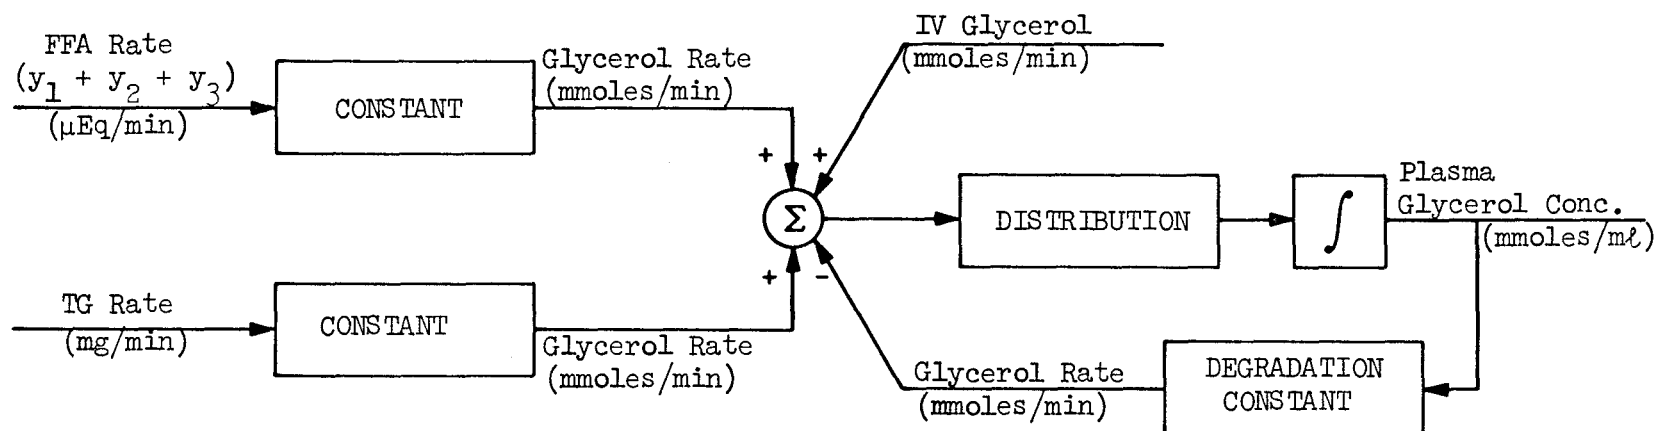 FFA Rate
(y1 + y2 + y3)
(μEq/min)
CONSTANT
Glycerol Rate
(mmoles/min)
IV Glycerol
(mmoles/min)
+
+
Σ
+
-
DISTRIBUTION
∫
Plasma
Glycerol Conc.
(mmoles/mℓ)
TG Rate
(mg/min)
CONSTANT
Glycerol Rate
(mmoles/min)
Glycerol Rate
(mmoles/min)
DEGRADATION
CONSTANT